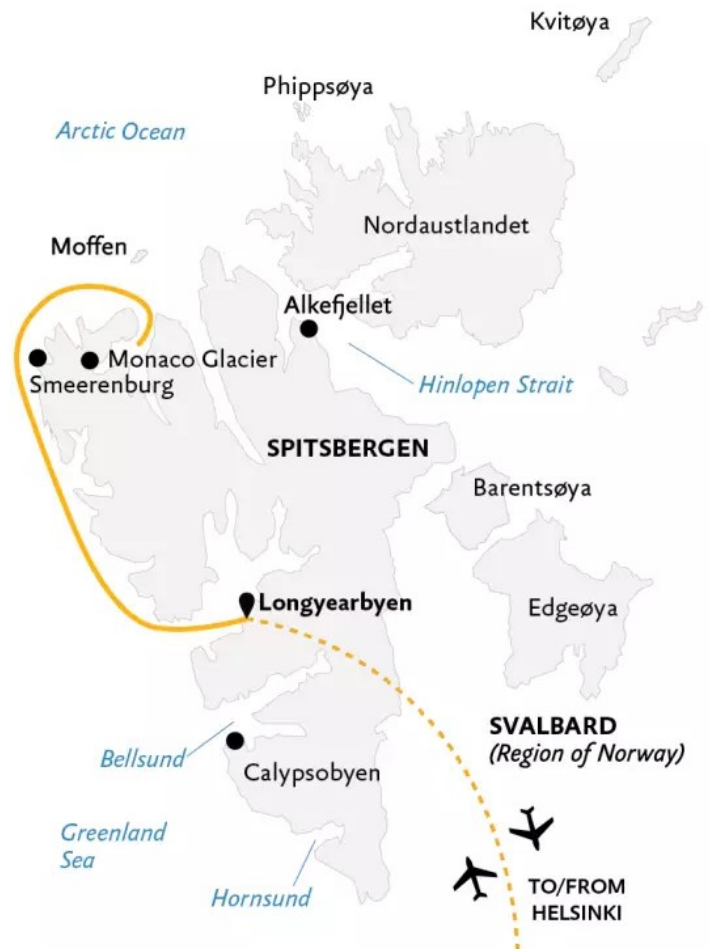 Kvitøya
Phippsøya
Arctic Ocean
Nordaustlandet
Moffen
Alkefjellet
Monaco Glacier
Smeerenburg
Hinlopen Strait
SPITSBERGEN
Barentsøya
Longyearbyen
Edgeøya
SVALBARD
(Region of Norway)
Bellsund
Calypsobyen
Greenland
Sea
Hornsund
TO/FROM
HELSINKI